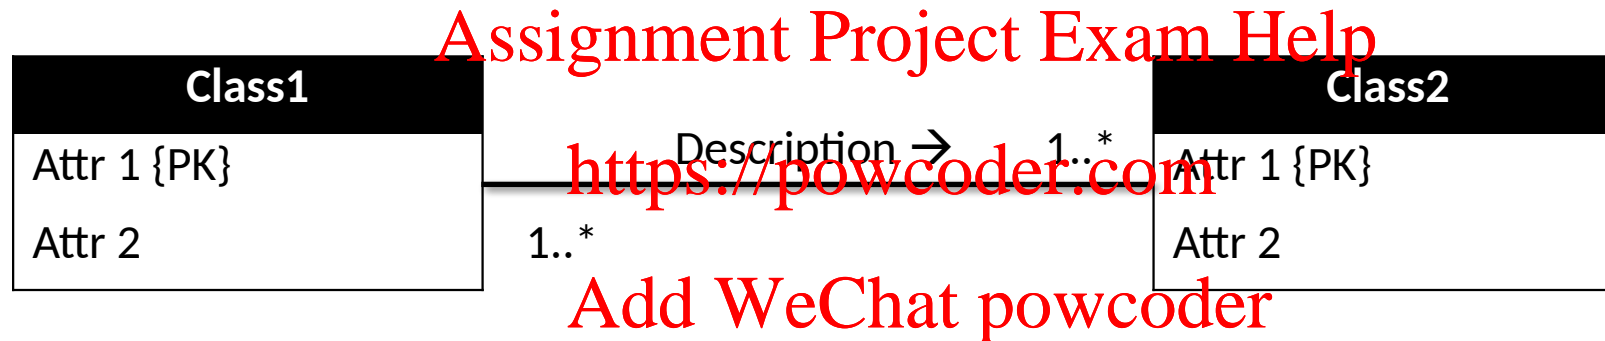 Assignment Project Exam Help
Class1
Class2
Description → 1..*
https://powcoder.com
Attr 1 {PK}
Attr 1 {PK}
Attr 2
1..*
Attr 2
Add WeChat powcoder